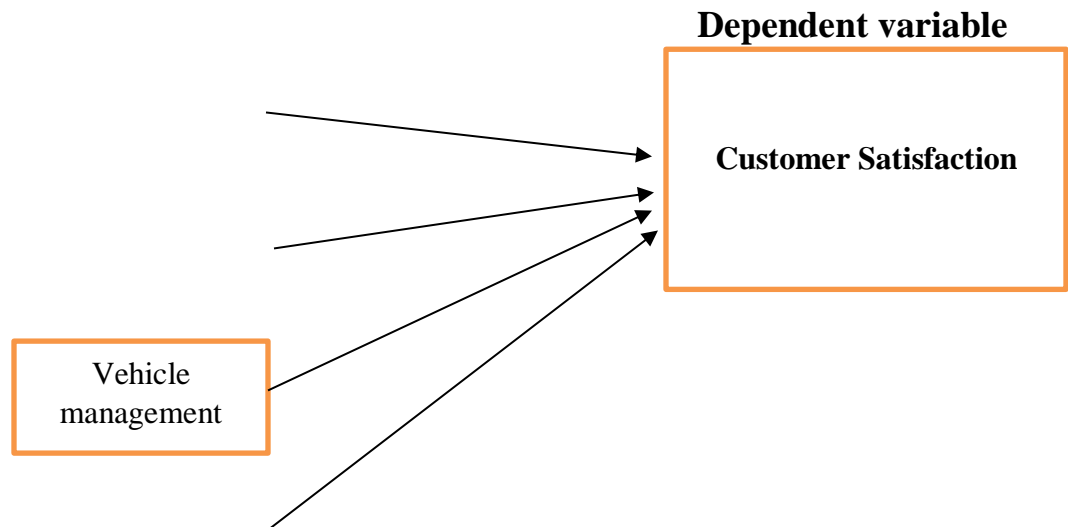 Dependent variable
Customer Satisfaction
Vehicle
management